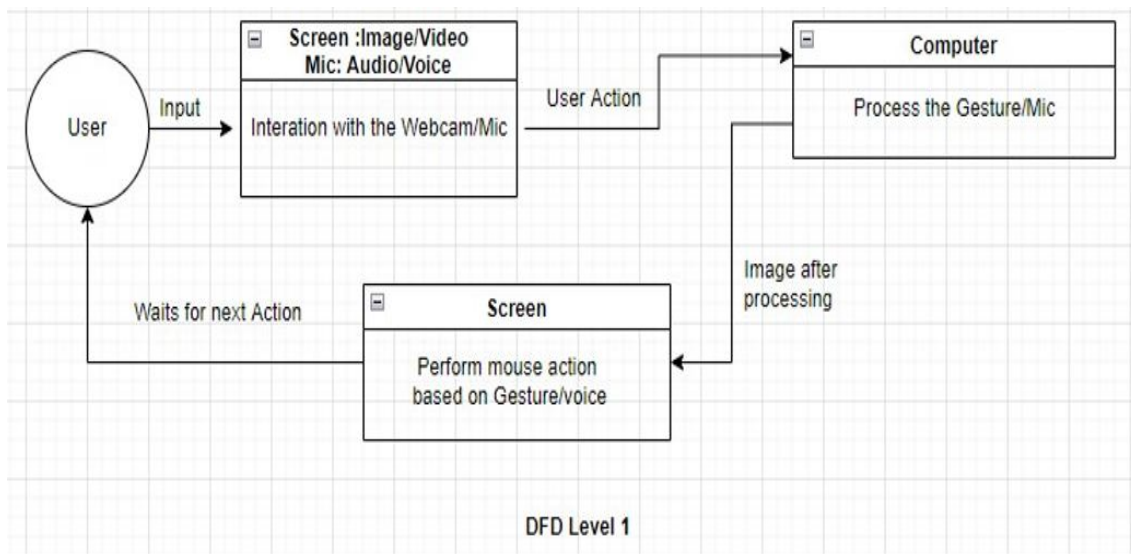 Screen :Image/Video
Mic: Audio/Voice
Computer
User
Input
Interation with the Webcam/Mic
User Action
Process the Gesture/Mic
Image after
processing
Waits for next Action
Screen
Perform mouse action
based on Gesture/voice
DFD Level 1